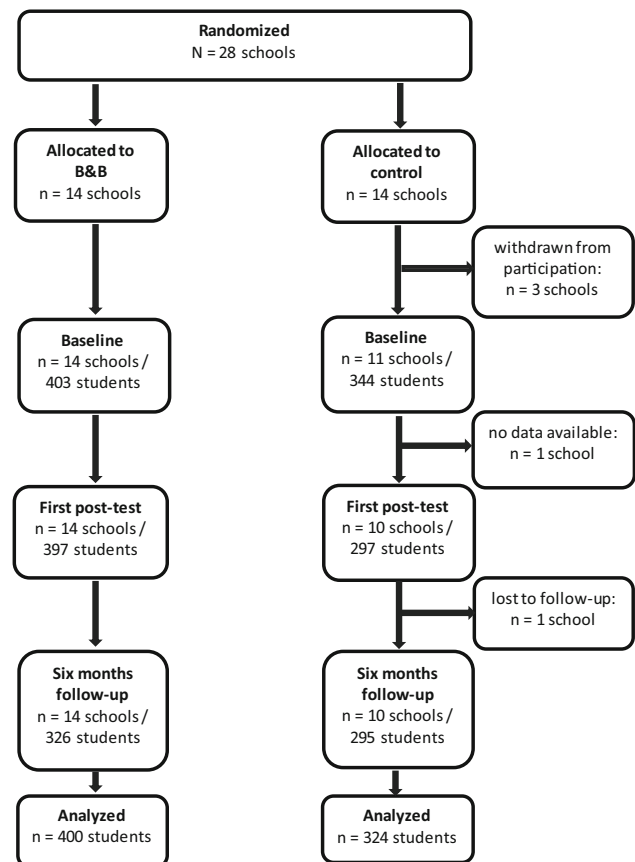 Randomized
N = 28 schools
Allocated to
B&B
n = 14 schools
Allocated to
control
n = 14 schools
withdrawn from
participation:
n = 3 schools
Baseline
n = 14 schools /
403 students
Baseline
n = 11 schools /
344 students
no data available:
n = 1 school
First post-test
n = 14 schools /
397 students
First post-test
n = 10 schools /
297 students
lost to follow-up:
n = 1 school
Six months
follow-up
n = 14 schools /
326 students
Six months
follow-up
n = 10 schools /
295 students
Analyzed
n = 400 students
Analyzed
n = 324 students